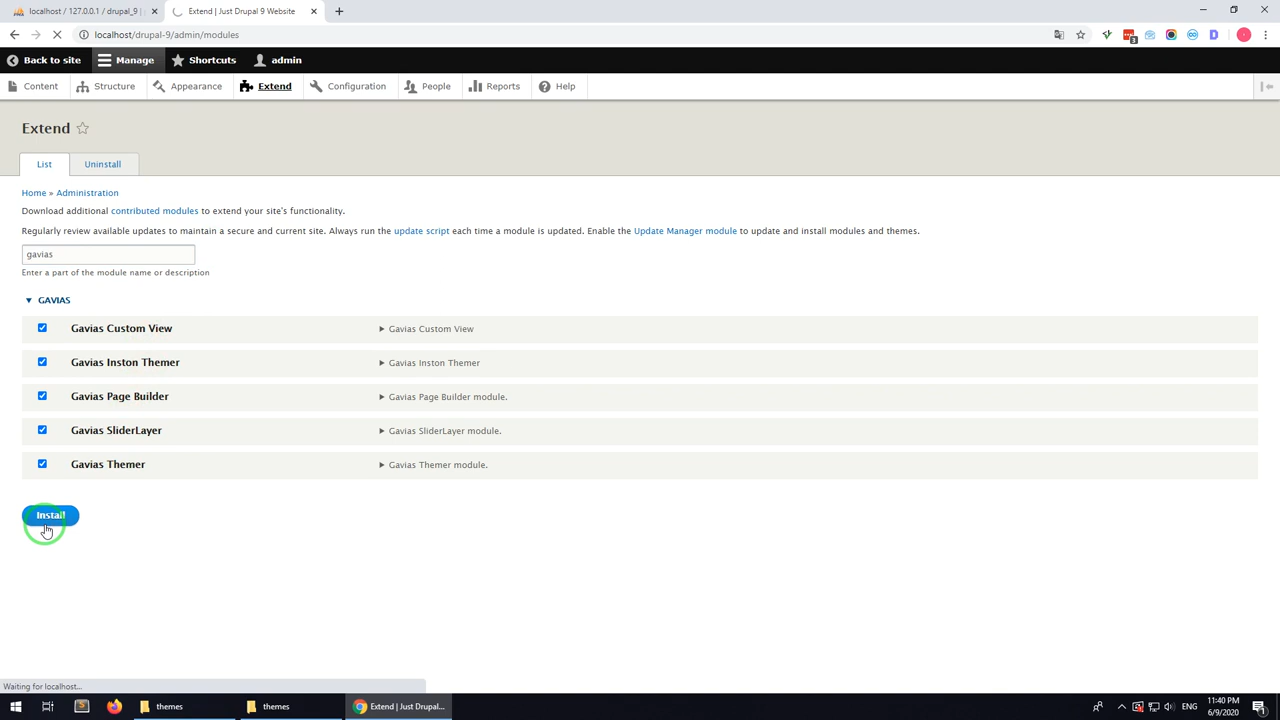 localhost / 127.0.0.1 / drupal_9 |
Extend | Just Drupal 9 Website
localhost/drupal-9/admin/modules
3
Back to site
Manage
Shortcuts
admin
Content
Structure
Appearance
Extend
Configuration
People
Reports
Help
Extend
List
Uninstall
Home » Administration
Download additional contributed modules to extend your site's functionality.
Regularly review available updates to maintain a secure and current site. Always run the update script each time a module is updated. Enable the Update Manager module to update and install modules and themes.
gavias
Enter a part of the module name or description
GAVIAS
Gavias Custom View
Gavias Custom View
Gavias Inston Themer
Gavias Inston Themer
Gavias Page Builder
Gavias Page Builder module.
Gavias SliderLayer
Gavias SliderLayer module.
Gavias Themer
Gavias Themer module.
Install
Waiting for localhost...
themes
themes
Extend | Just Drupal...
ENG
11:40 PM
6/9/2020
1